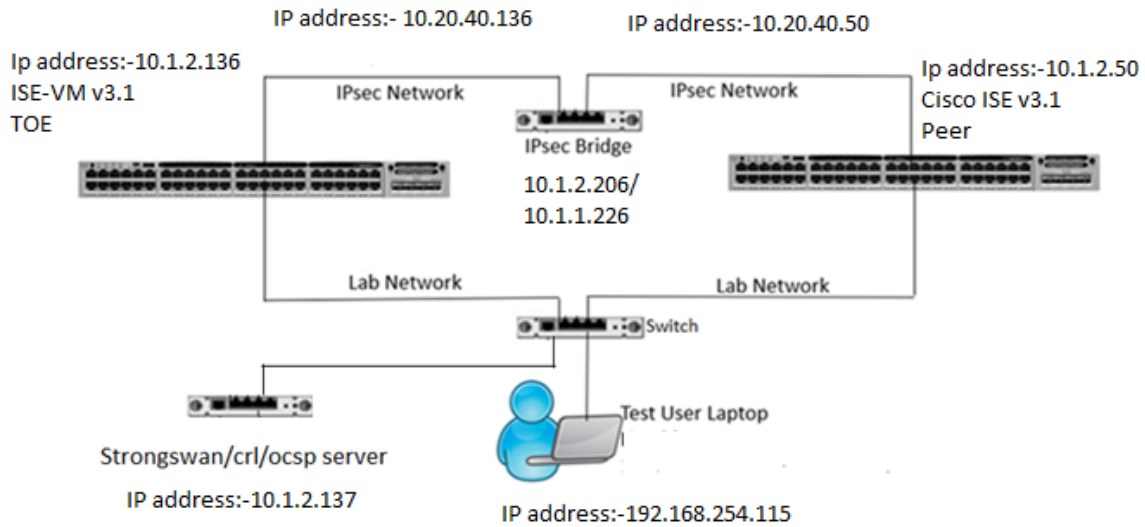 IP address:- 10.20.40.136
IP address:-10.20.40.50
Ip address:-10.1.2.136
ISE-VM v3.1
TOE
IPsec Network
IPsec Network
Ip address:-10.1.2.50
Cisco ISE v3.1
Peer
IPsec Bridge
10.1.2.206/
10.1.1.226
Lab Network
Lab Network
Switch
Test User Laptop
Strongswan/crl/ocsp server
IP address:-10.1.2.137
IP address:-192.168.254.115